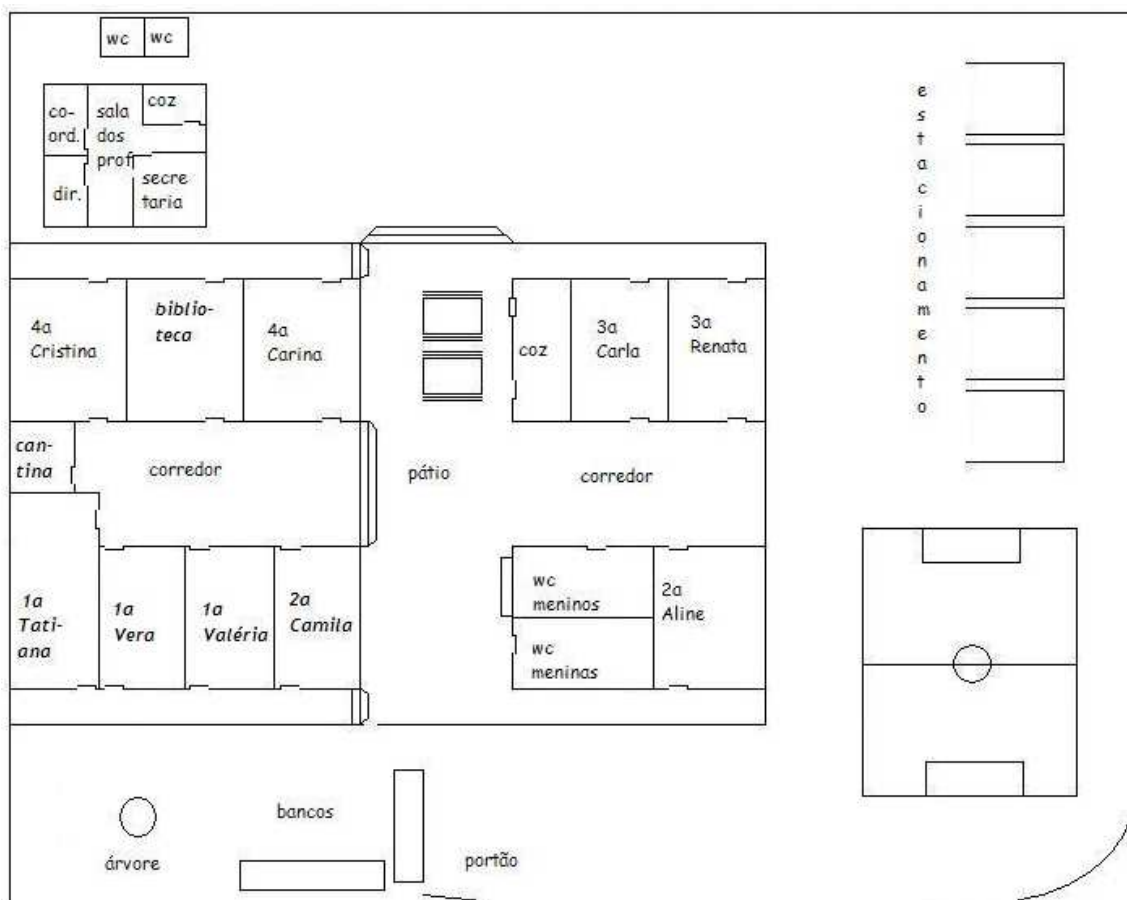 wc wc
co-
ord.
sala
dos
prof
coz
dir.
secre
taria
estacionamento
4a
Cristina
biblio-
teca
4a
Carina
coz
3a
Carla
3a
Renata
can-
tina
corredor
pátio
corredor
1a
Tati-
ana
1a
Vera
1a
Valéria
2a
Camila
wc
meninos
wc
meninas
2a
Aline
árvore
bancos
portão